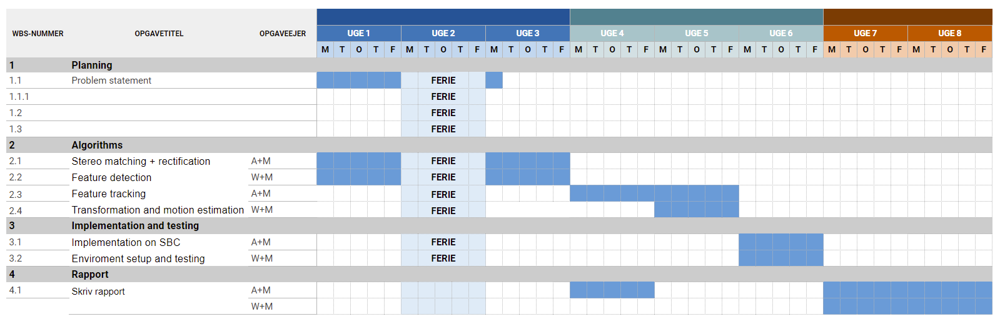 UGE 1 UGE 2 UGE 3 UGE 4 UGE 5 UGE 6 UGE 7 UGE 8
WBS-NUMMER OPGAVETITEL OPGAVEEJER
M T O T F M T O T F M T O T F M T O T F M T O T F M T O T F M T O T F M T O T F
1 Planning
1.1 Problem statement FERIE
1.1.1 FERIE
1.2 FERIE
1.3 FERIE
2 Algorithms
2.1 Stereo matching + rectification A+M FERIE
2.2 Feature detection W+M FERIE
2.3 Feature tracking A+M FERIE
2.4 Transformation and motion estimation W+M FERIE
3 Implementation and testing
3.1 Implementation on SBC A+M FERIE
3.2 Enviroment setup and testing W+M FERIE
4 Rapport
4.1 Skriv rapport A+M
W+M